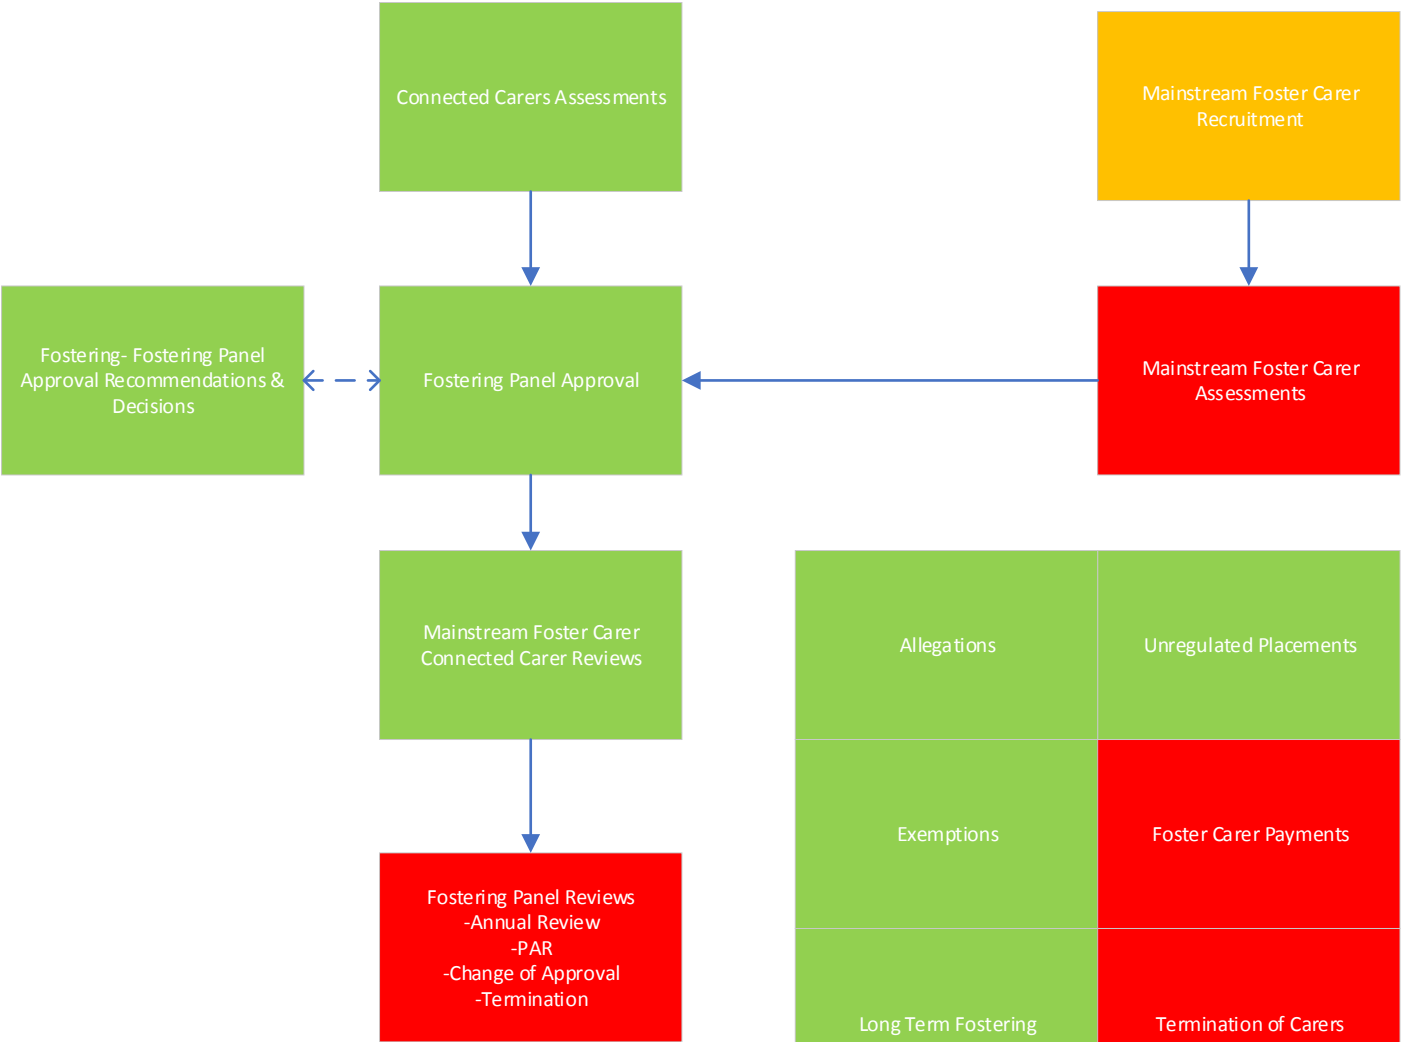 Connected Carers Assessments
Mainstream Foster Carer
Recruitment
Fostering- Fostering Panel
Approval Recommendations &
Decisions
Fostering Panel Approval
Mainstream Foster Carer
Assessments
Mainstream Foster Carer
Connected Carer Reviews
Allegations
Unregulated Placements
Exemptions
Foster Carer Payments
Fostering Panel Reviews
-Annual Review
-PAR
-Change of Approval
-Termination
Long Term Fostering
Termination of Carers